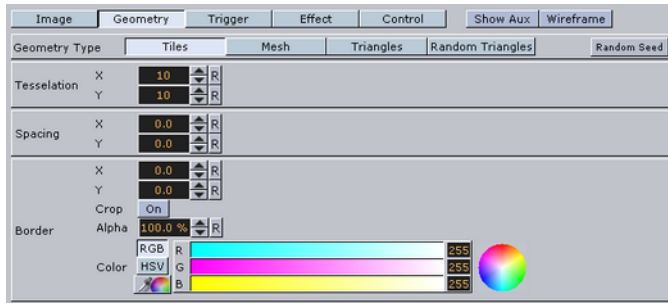 Image Geometry Trigger Effect Control Show Aux Wireframe
Geometry Type Tiles Mesh Triangles Random Triangles Random Seed
Tesselation X 10 R
Y 10 R
Spacing X 0.0 R
Y 0.0 R
Border X 0.0 R
Y 0.0 R
Crop On
Alpha 100.0 % R
Color RGB R 255
HSV G 255
B 255